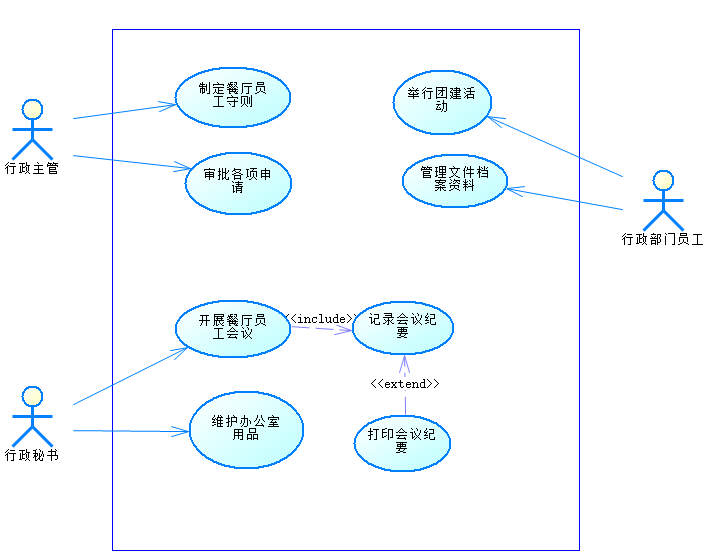 制定餐厅员
工守则
举行团建活
动
行政主管
审批各项申
请
管理文件档
案资料
行政部门员工
开展餐厅员
工会议
<<include>>
记录会议纪
要
<<extend>>
维护办公室
用品
打印会议纪
要
行政秘书